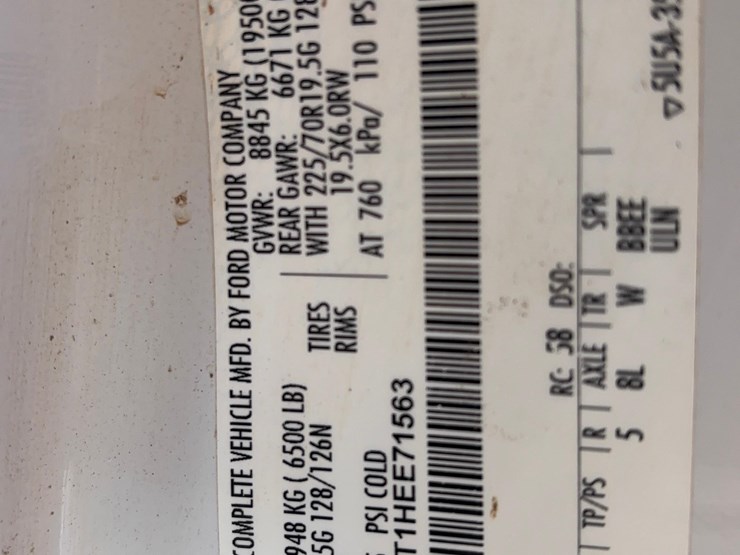 COMPLETE VEHICLE MFD. BY FORD MOTOR COMPANY
GVWR: 8845 KG (1950
948 KG ( 6500 LB) REAR GAWR: 6671 KG
5G 128/126N TIRES WITH 225/70R19.5G 128
RIMS 19.5X6.0RW
PSI COLD AT 760 kPa/ 110 PS
T1HEE71563
RC: 58 DSO:
TP/PS R AXLE TR SPR
5 8L W BBEE
ULN
5U5A-3